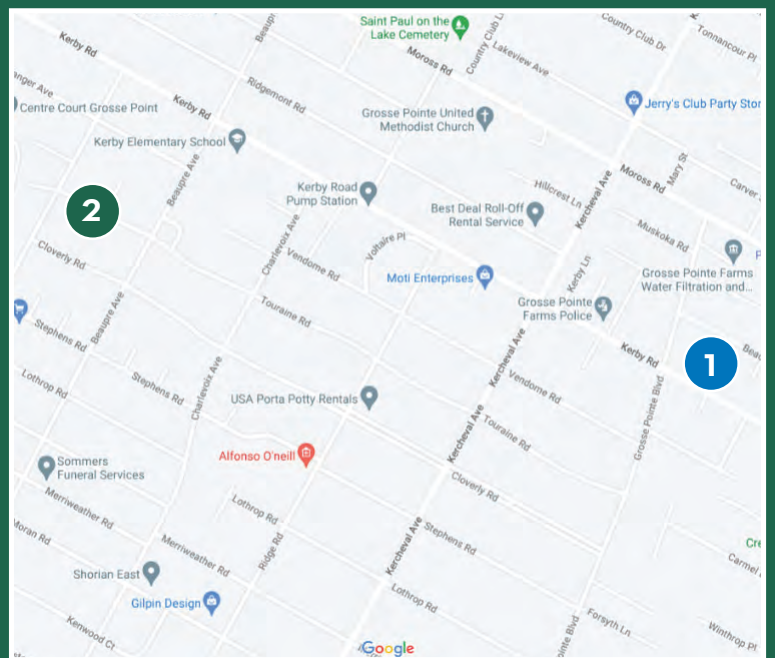 Saint Paul on the
Lake Cemetery
Country Club Dr
Tonnancour Pl
Kerby Rd
Moross Rd
Lakeview Ave
Ridgemont Rd
Centre Court Grosse Point
Kerby Rd
Grosse Pointe United
Methodist Church
Jerry's Club Party Stor
Kerby Elementary School
Beaupre Ave
Kerby Road
Pump Station
Hillcrest Ln
Kercheval Ave
Moross Rd
Mary St
Carver
2
Best Deal Roll-Off
Rental Service
Muskoka Rd
Cloverly Rd
Charlevoix Ave
Vendome Rd
Voltaire Pl
Moti Enterprises
Kerby Ln
Grosse Pointe Farms
Water Filtration and...
Grosse Pointe
Farms Police
Touraine Rd
Beaupre Ave
Stephens Rd
Kercheval Ave
Kerby Rd
1
Lothrop Rd
Stephens Rd
Charlevoix Ave
USA Porta Potty Rentals
Vendome Rd
Grosse Pointe Blvd
Kercheval Ave
Touraine Rd
Alfonso O'neill
Sommers
Funeral Services
Cloverly Rd
Merriweather Rd
Lothrop Rd
Stephens Rd
Moran Rd
Merriweather Rd
Ridge Rd
Kercheval Ave
Shorian East
Gilpin Design
Lothrop Rd
Carmel
Kenwood Ct
Forsyth Ln
Winthrop Pl
Google